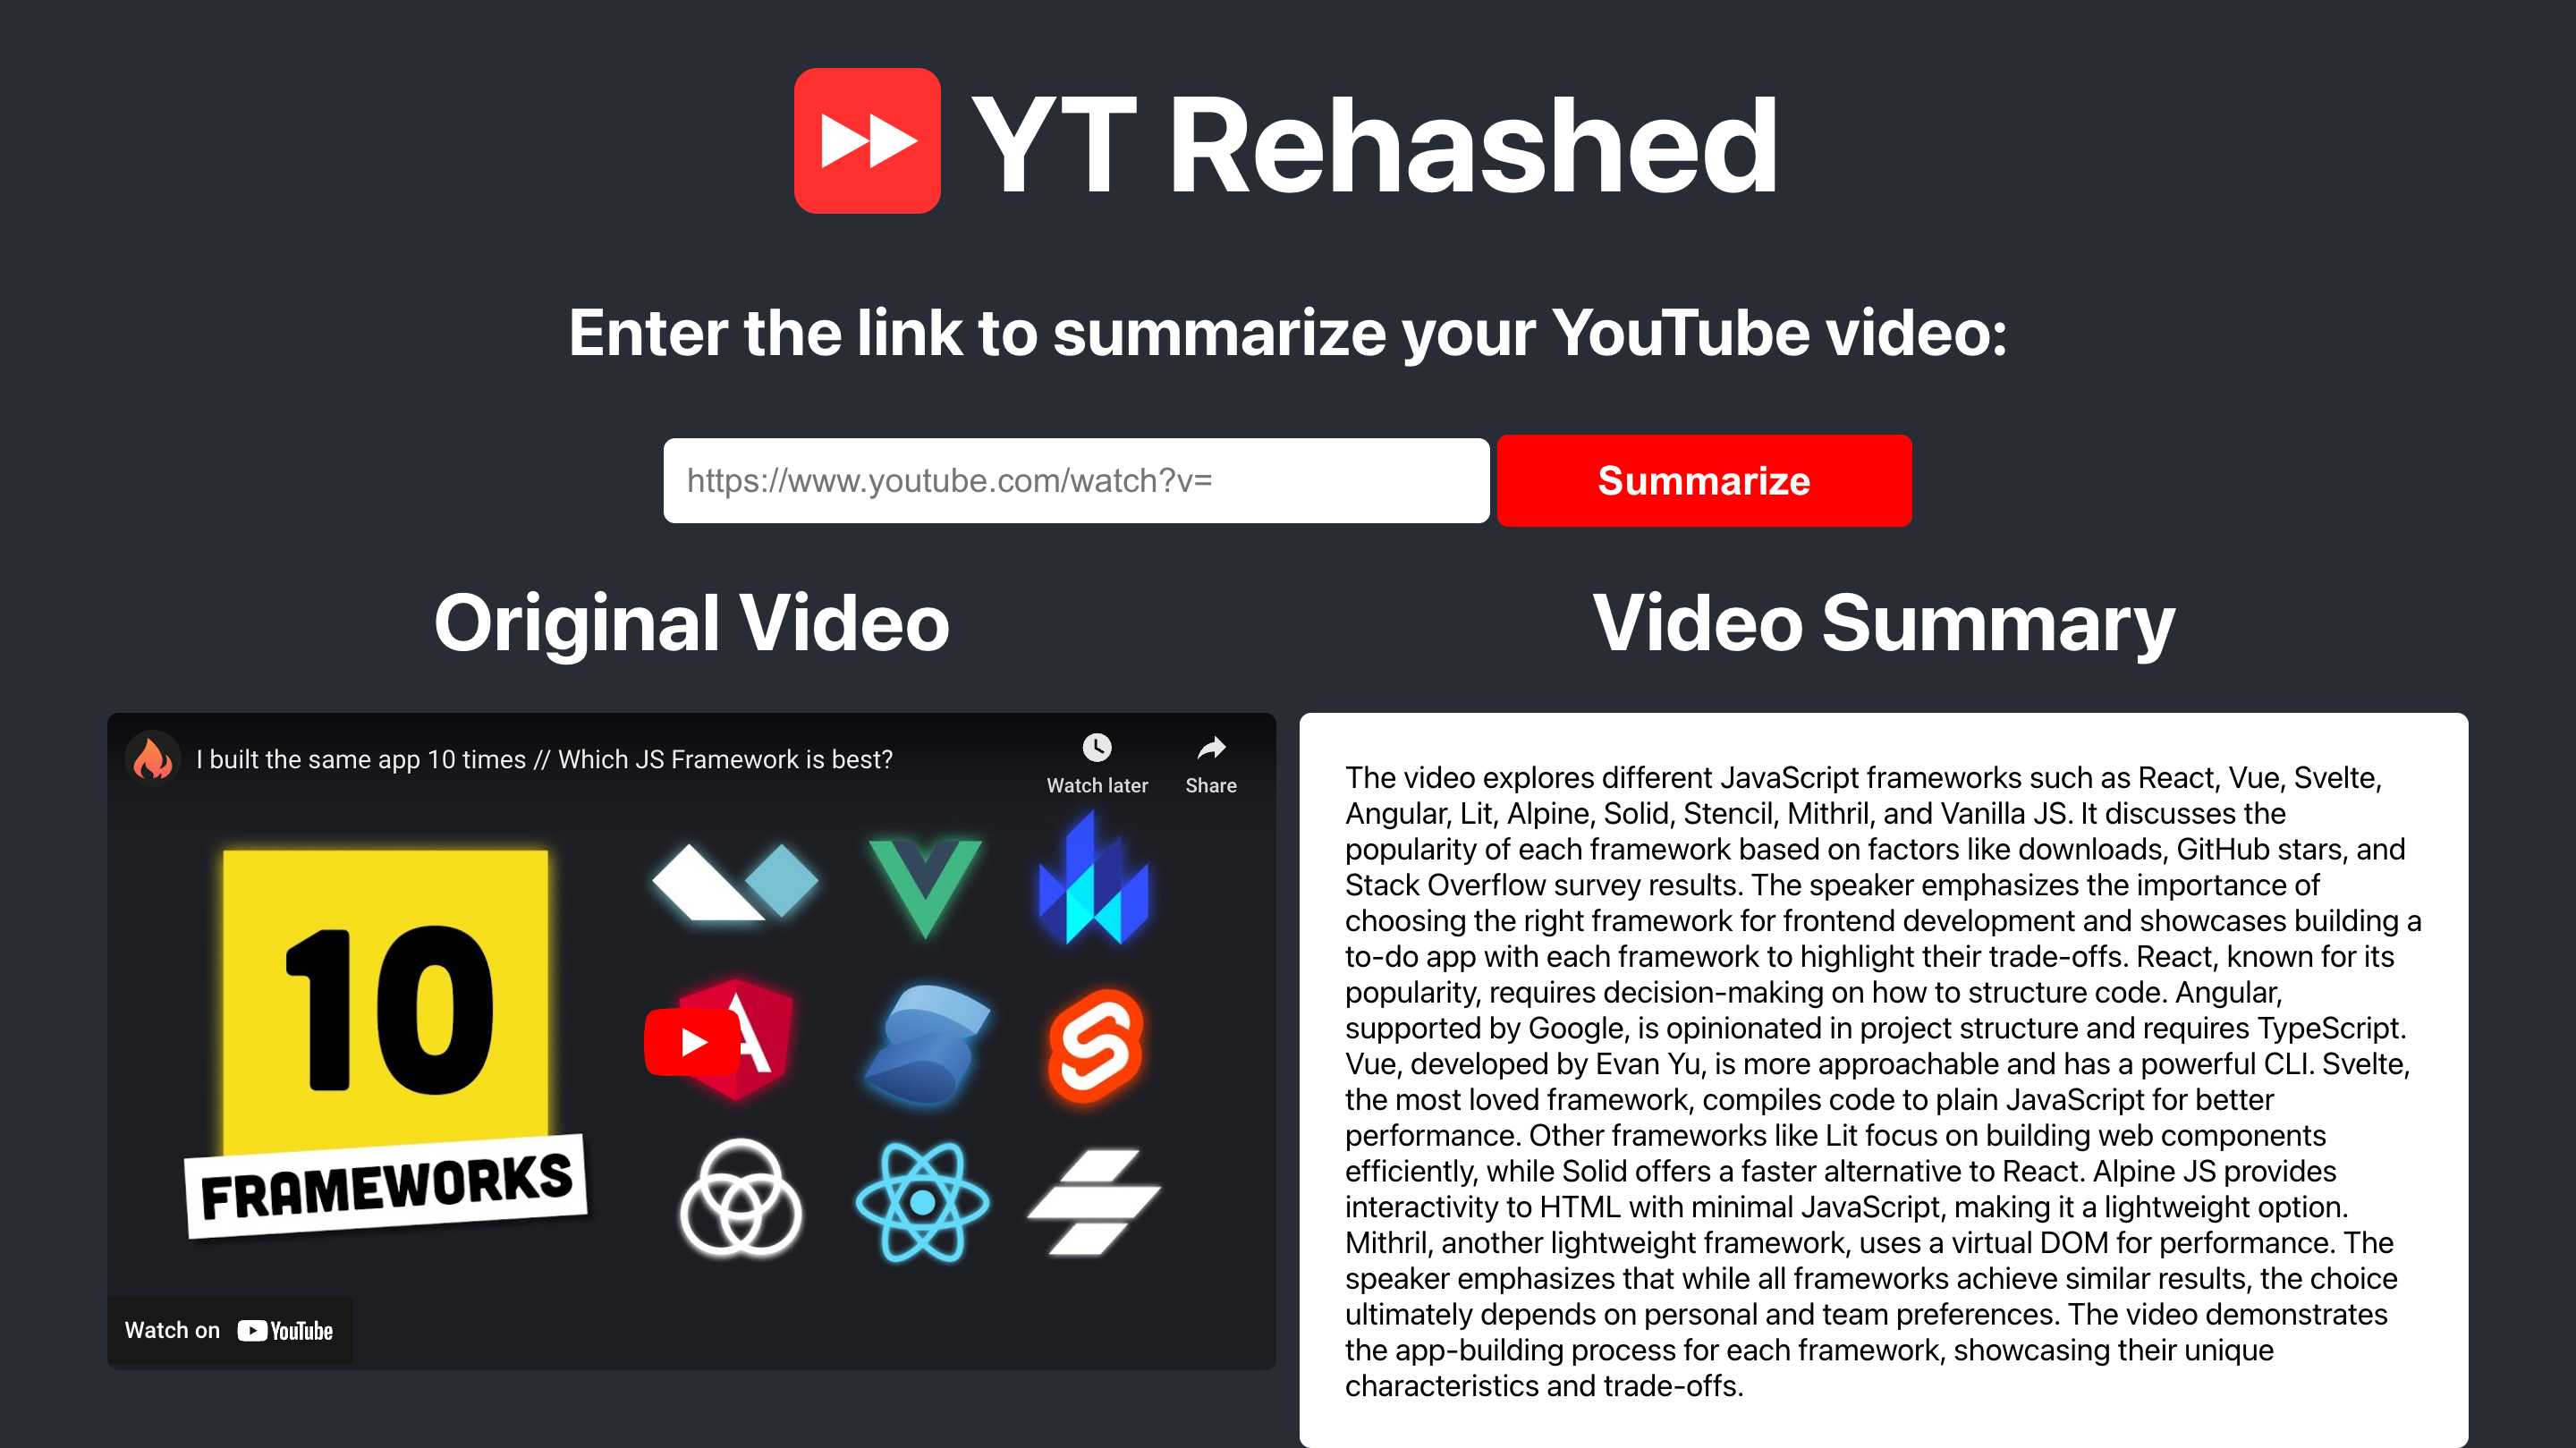 YT Rehashed
Enter the link to summarize your YouTube video:
https://www.youtube.com/watch?v=
Summarize
Original Video
I built the same app 10 times // Which JS Framework is best?
Watch later
Share
10
FRAMEWORKS
Watch on YouTube
Video Summary
The video explores different JavaScript frameworks such as React, Vue, Svelte,
Angular, Lit, Alpine, Solid, Stencil, Mithril, and Vanilla JS. It discusses the
popularity of each framework based on factors like downloads, GitHub stars, and
Stack Overflow survey results. The speaker emphasizes the importance of
choosing the right framework for frontend development and showcases building a
to-do app with each framework to highlight their trade-offs. React, known for its
popularity, requires decision-making on how to structure code. Angular,
supported by Google, is opinionated in project structure and requires TypeScript.
Vue, developed by Evan Yu, is more approachable and has a powerful CLI. Svelte,
the most loved framework, compiles code to plain JavaScript for better
performance. Other frameworks like Lit focus on building web components
efficiently, while Solid offers a faster alternative to React. Alpine JS provides
interactivity to HTML with minimal JavaScript, making it a lightweight option.
Mithril, another lightweight framework, uses a virtual DOM for performance. The
speaker emphasizes that while all frameworks achieve similar results, the choice
ultimately depends on personal and team preferences. The video demonstrates
the app-building process for each framework, showcasing their unique
characteristics and trade-offs.